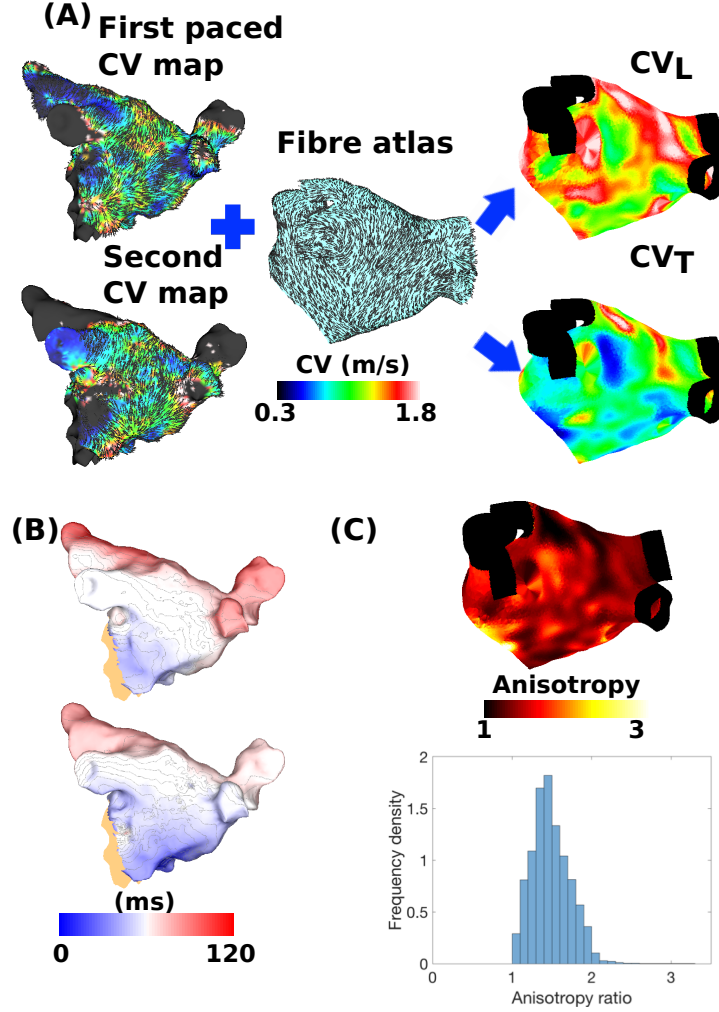 (A)
First paced
CV map
Second
CV map
Fibre atlas
CV (m/s)
0.3
1.8
CVL
CVT
(B)
(ms)
0
120
(C)
Anisotropy
1
3
2
1.5
1
0.5
0
Frequency density
0
1
2
3
Anisotropy ratio